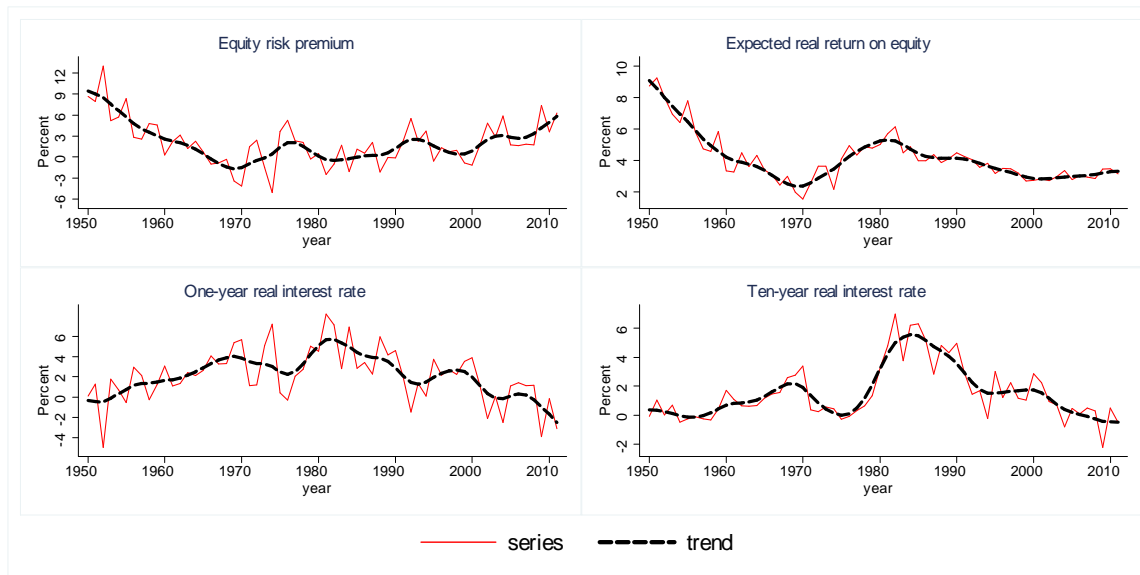 Equity risk premium
Percent
-6 -3 0 3 6 9 12
1950 1960 1970 1980 1990 2000 2010
year
Expected real return on equity
Percent
2 4 6 8 10
1950 1960 1970 1980 1990 2000 2010
year
One-year real interest rate
Percent
-4 -2 0 2 4 6
1950 1960 1970 1980 1990 2000 2010
year
Ten-year real interest rate
Percent
-2 0 2 4 6
1950 1960 1970 1980 1990 2000 2010
year
series trend